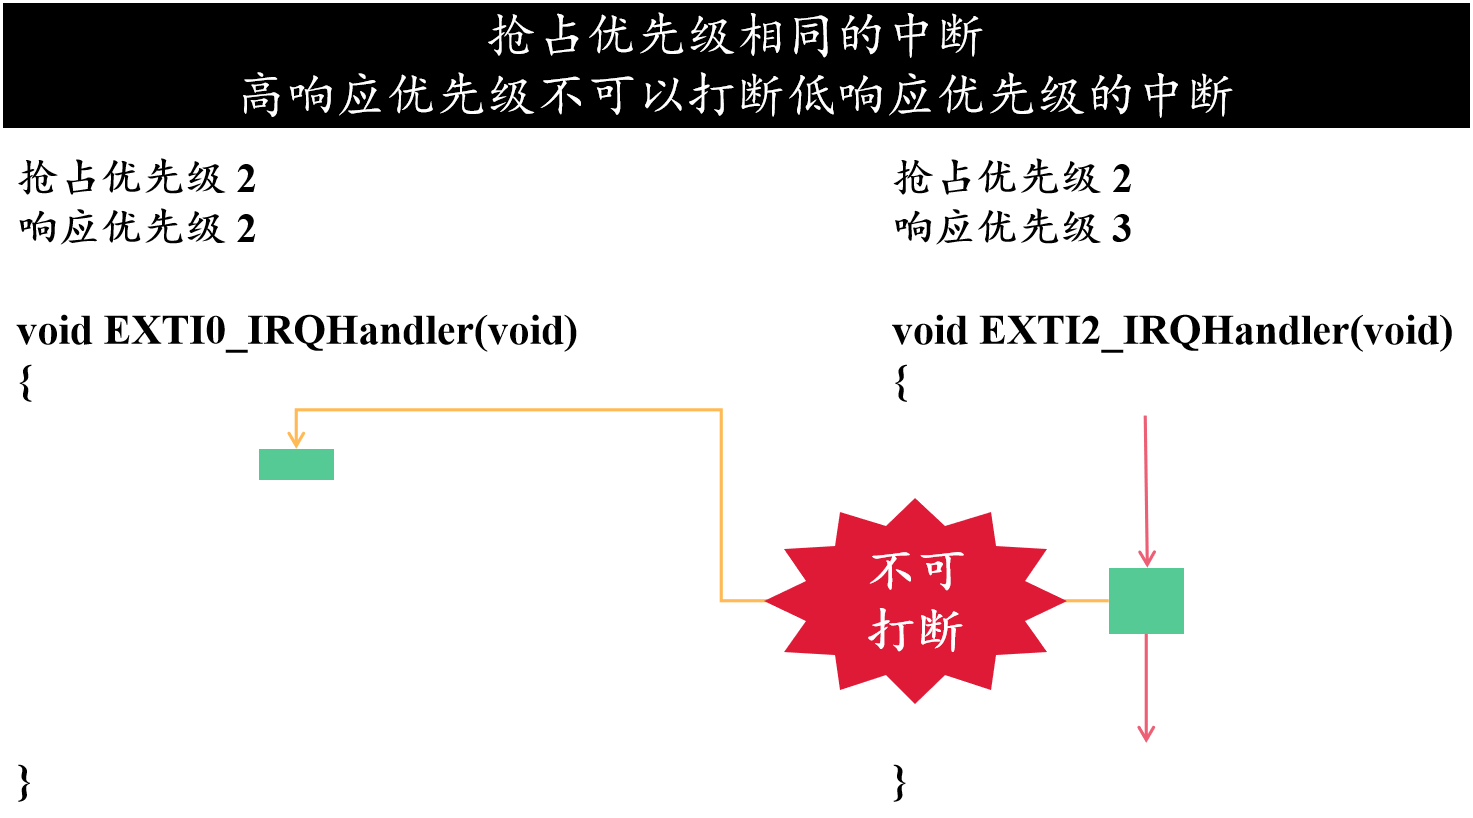 抢占优先级相同的中断
高响应优先级不可以打断低响应优先级的中断
抢占优先级 2
响应优先级 2
void EXTI0_IRQHandler(void)
{
}
抢占优先级 2
响应优先级 3
void EXTI2_IRQHandler(void)
{
不可
打断
}